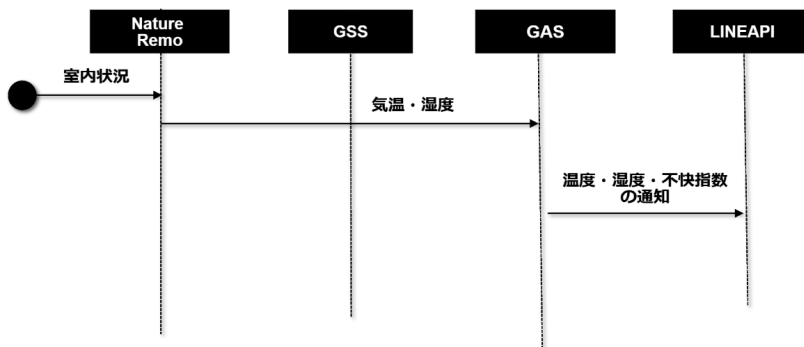 Nature
Remo
GSS
GAS
LINEAPI
室内状況
気温・湿度
温度・湿度・不快指数
の通知